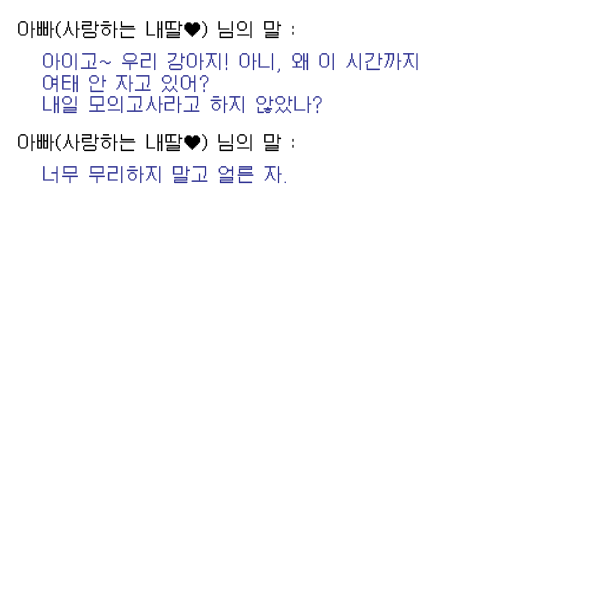 아빠(사랑하는 내딸♥) 님의 말 :
아이고~ 우리 강아지! 아니, 왜 이 시간까지
여태 안 자고 있어?
내일 모의고사라고 하지 않았나?
아빠(사랑하는 내딸♥) 님의 말 :
너무 무리하지 말고 얼른 자.